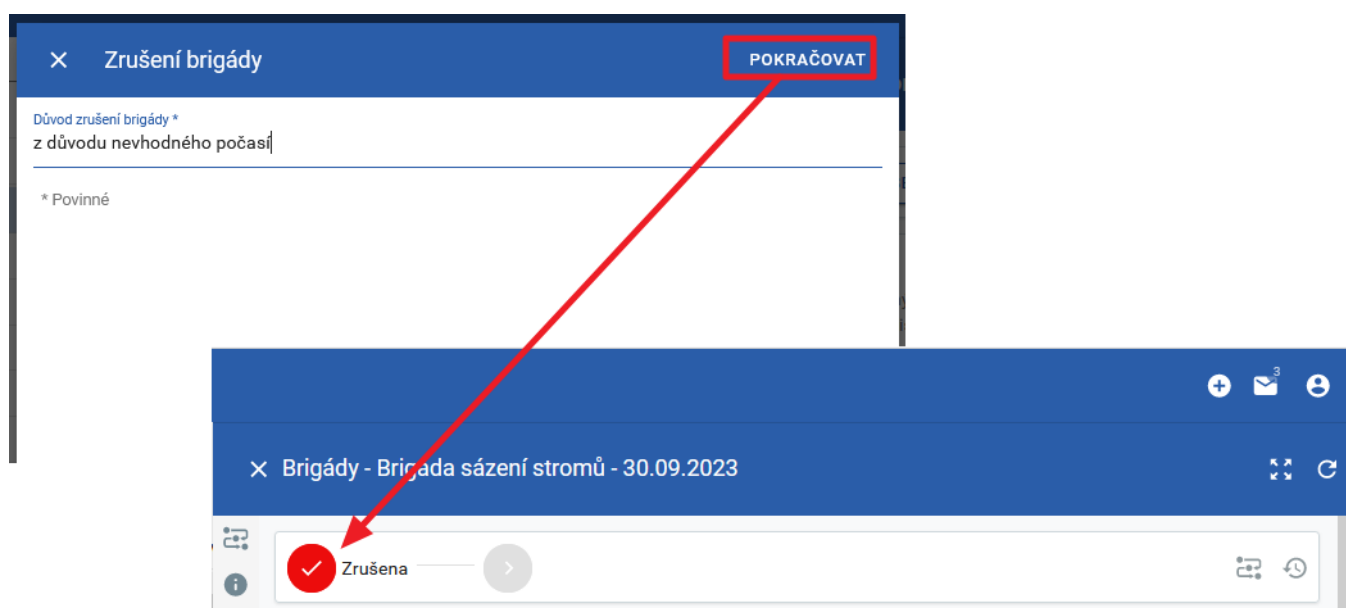 Zrušení brigády
POKRAČOVAT
Důvod zrušení brigády *
z důvodu nevhodného počasí
* Povinné
3
Brigády - Brigada sázení stromů - 30.09.2023
Zrušena